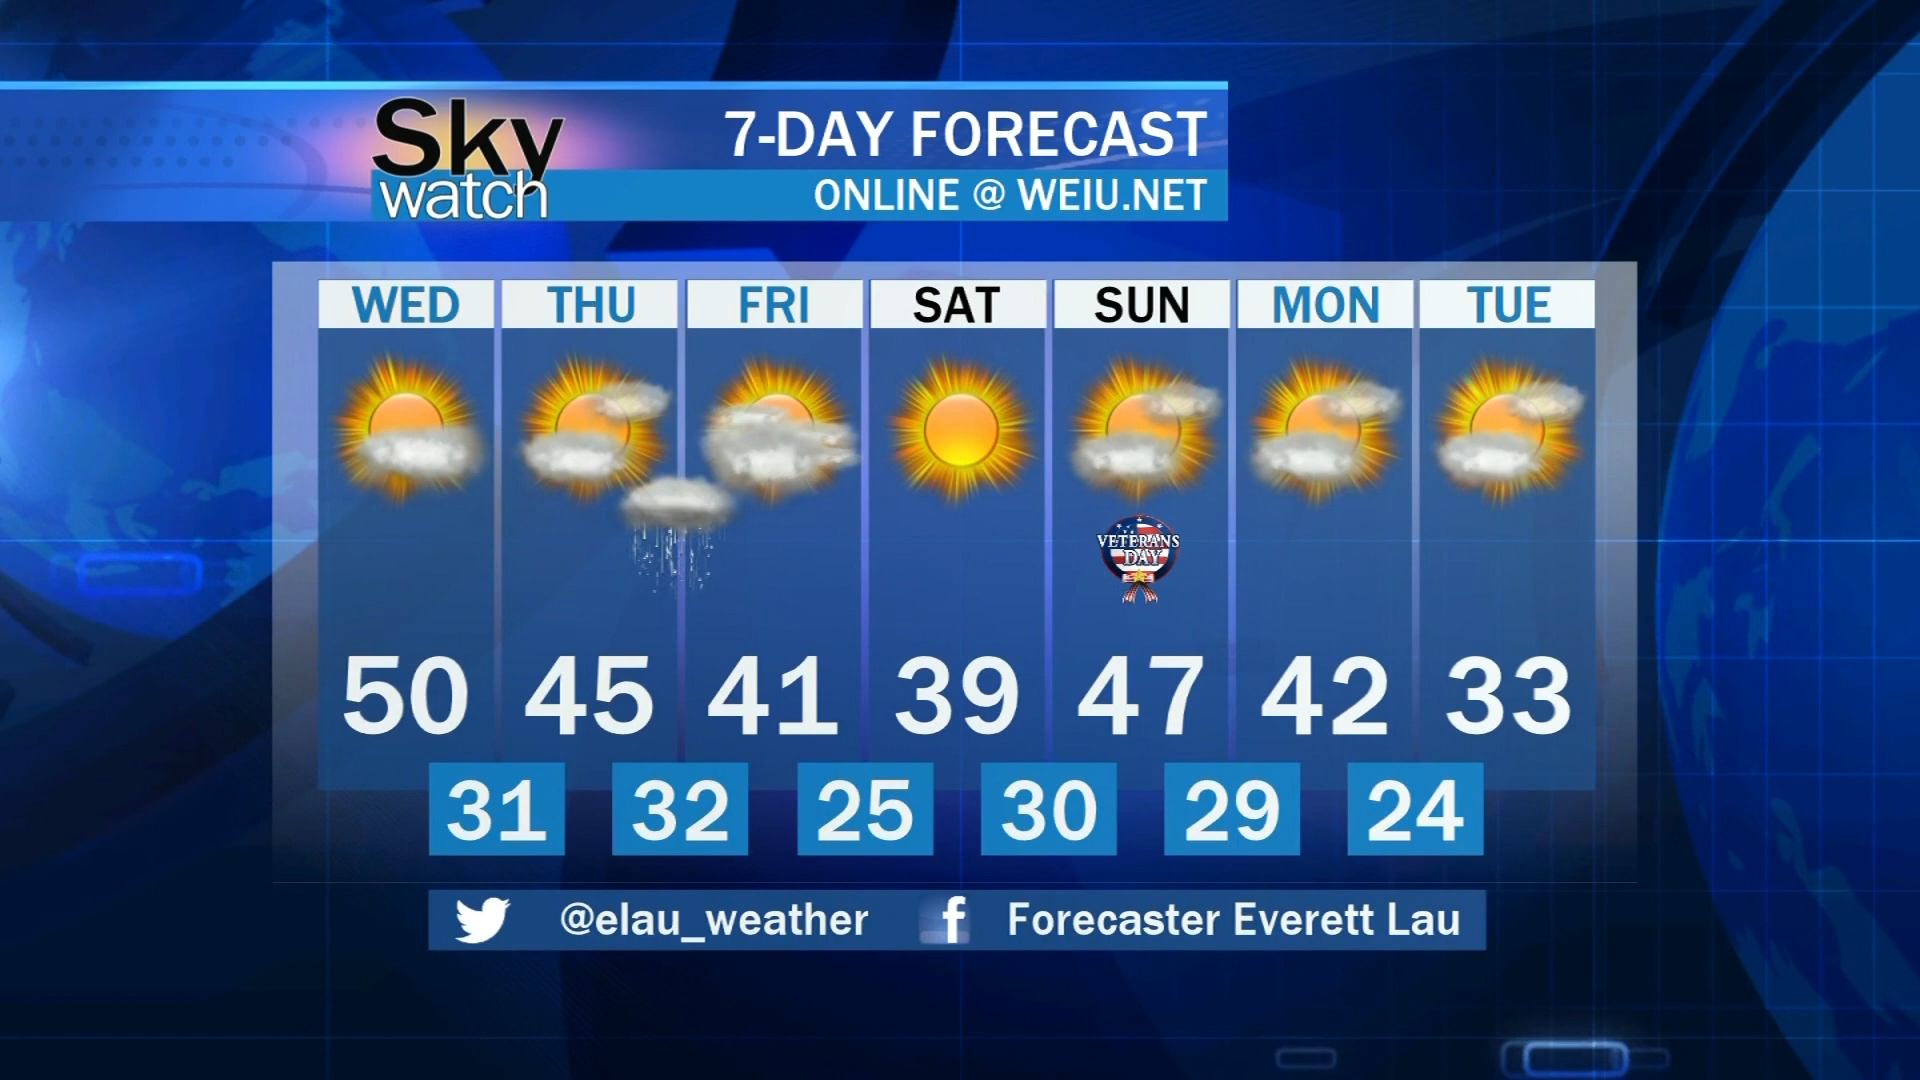 Sky
watch
7-DAY FORECAST
ONLINE @ WEIU.NET
WED THU FRI SAT SUN MON TUE
VETERANS
DAY
50 45 41 39 47 42 33
31 32 25 30 29 24
@elau_weather f Forecaster Everett Lau